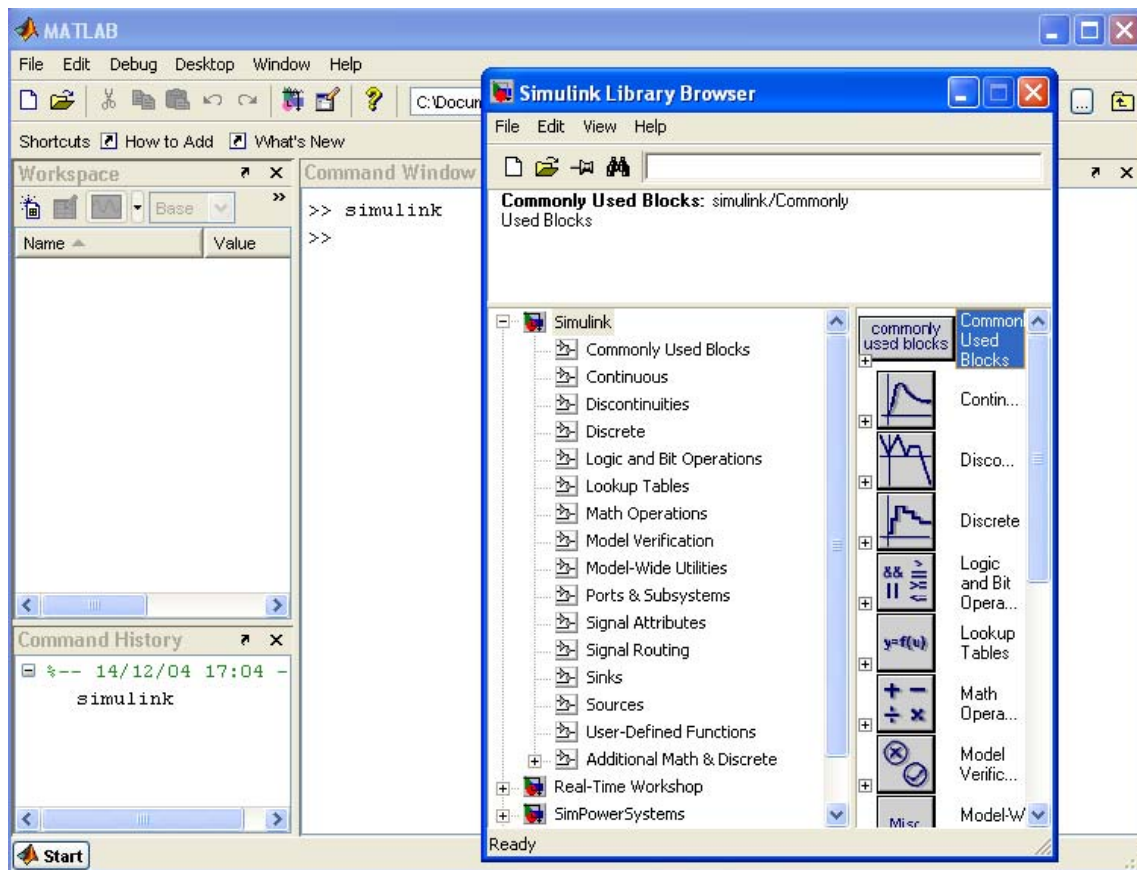 MATLAB
File Edit Debug Desktop Window Help
C:\Docum
Shortcuts How to Add What's New
Workspace
Base
Name Value
Command History
%-- 14/12/04 17:04 -
simulink
Start
Command Window
>> simulink
>>
Simulink Library Browser
File Edit View Help
Commonly Used Blocks: simulink/Commonly
Used Blocks
Simulink
Commonly Used Blocks
Continuous
Discontinuities
Discrete
Logic and Bit Operations
Lookup Tables
Math Operations
Model Verification
Model-Wide Utilities
Ports & Subsystems
Signal Attributes
Signal Routing
Sinks
Sources
User-Defined Functions
Additional Math & Discrete
Real-Time Workshop
SimPowerSystems
commonly
used blocks
Common
Used
Blocks
Contin...
Disco...
Discrete
&& > 
|| >=
<=
Logic
and Bit
Opera...
y=f(u)
Lookup
Tables
+ -
÷ ×
Math
Opera...
Model
Verific...
Misc
Model-W
Ready